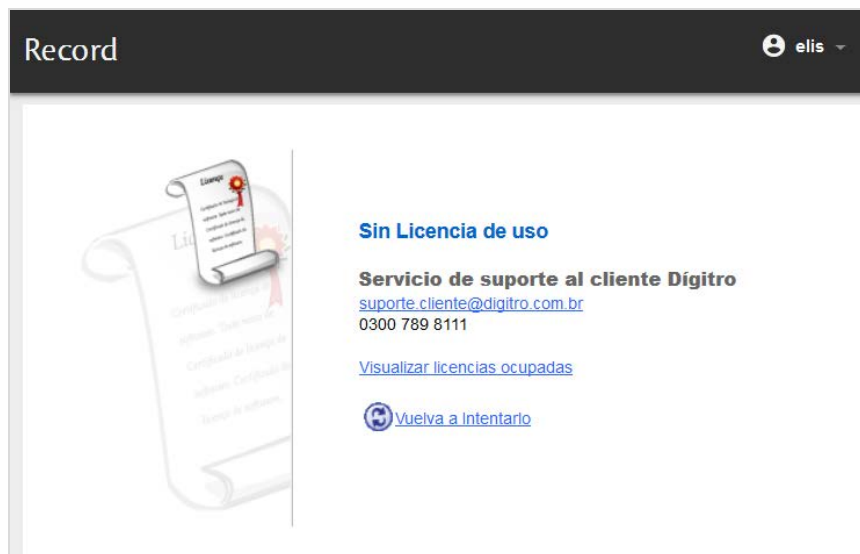 Record
elis
Licença
Sin Licencia de uso
Servicio de suporte al cliente Dígitro
suporte.cliente@digitro.com.br
0300 789 8111
Visualizar licencias ocupadas
Vuelva a Intentarlo